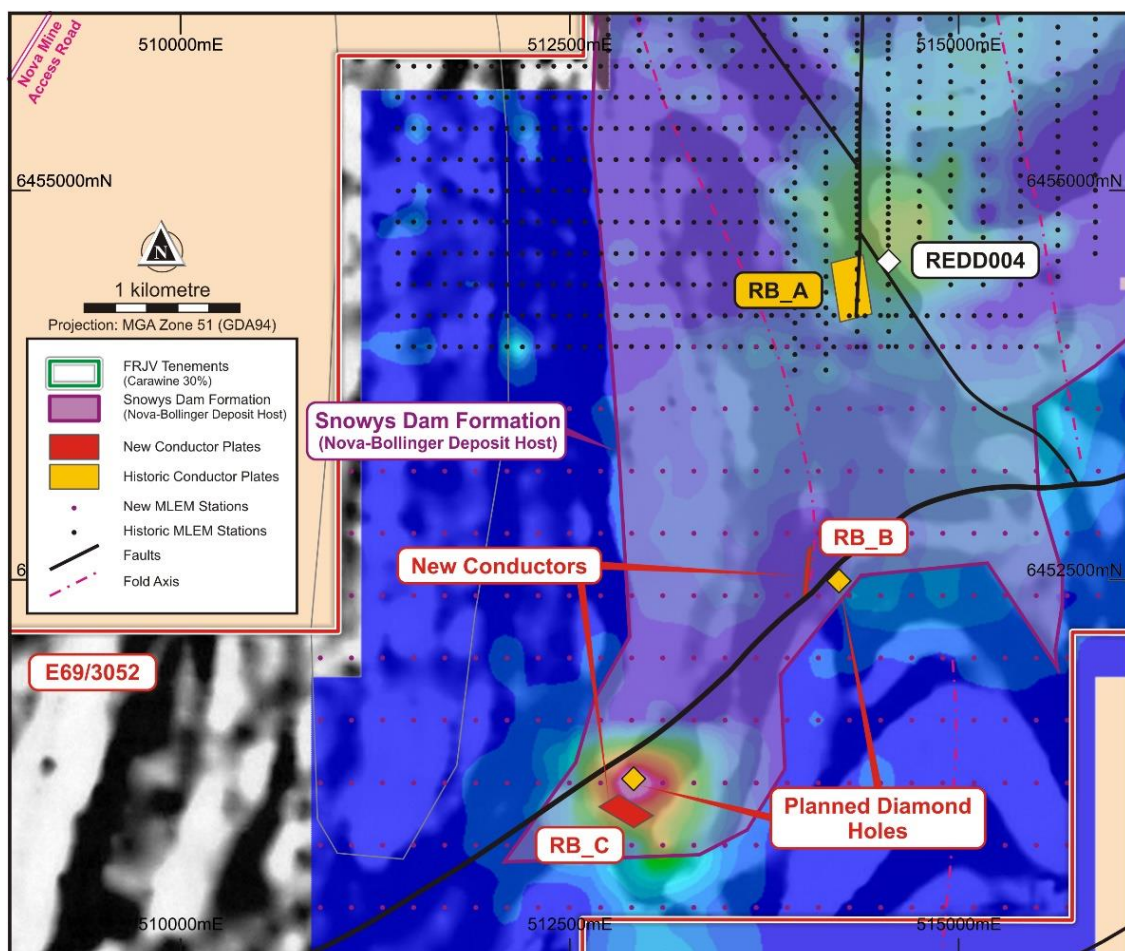 510000mE
512500mE
515000mE
Nova Mine
Access Road
6455000mN
6455000mN
N
1 kilometre
Projection: MGA Zone 51 (GDA94)
REDD004
RB_A
FRJV Tenements
(Carawine 30%)
Snowys Dam Formation
(Nova-Bollinger Deposit Host)
New Conductor Plates
Historic Conductor Plates
New MLEM Stations
Historic MLEM Stations
Faults
Fold Axis
Snowys Dam Formation
(Nova-Bollinger Deposit Host)
RB_B
New Conductors
6
6452500mN
E69/3052
Planned Diamond
Holes
RB_C
510000mE
512500mE
515000mE